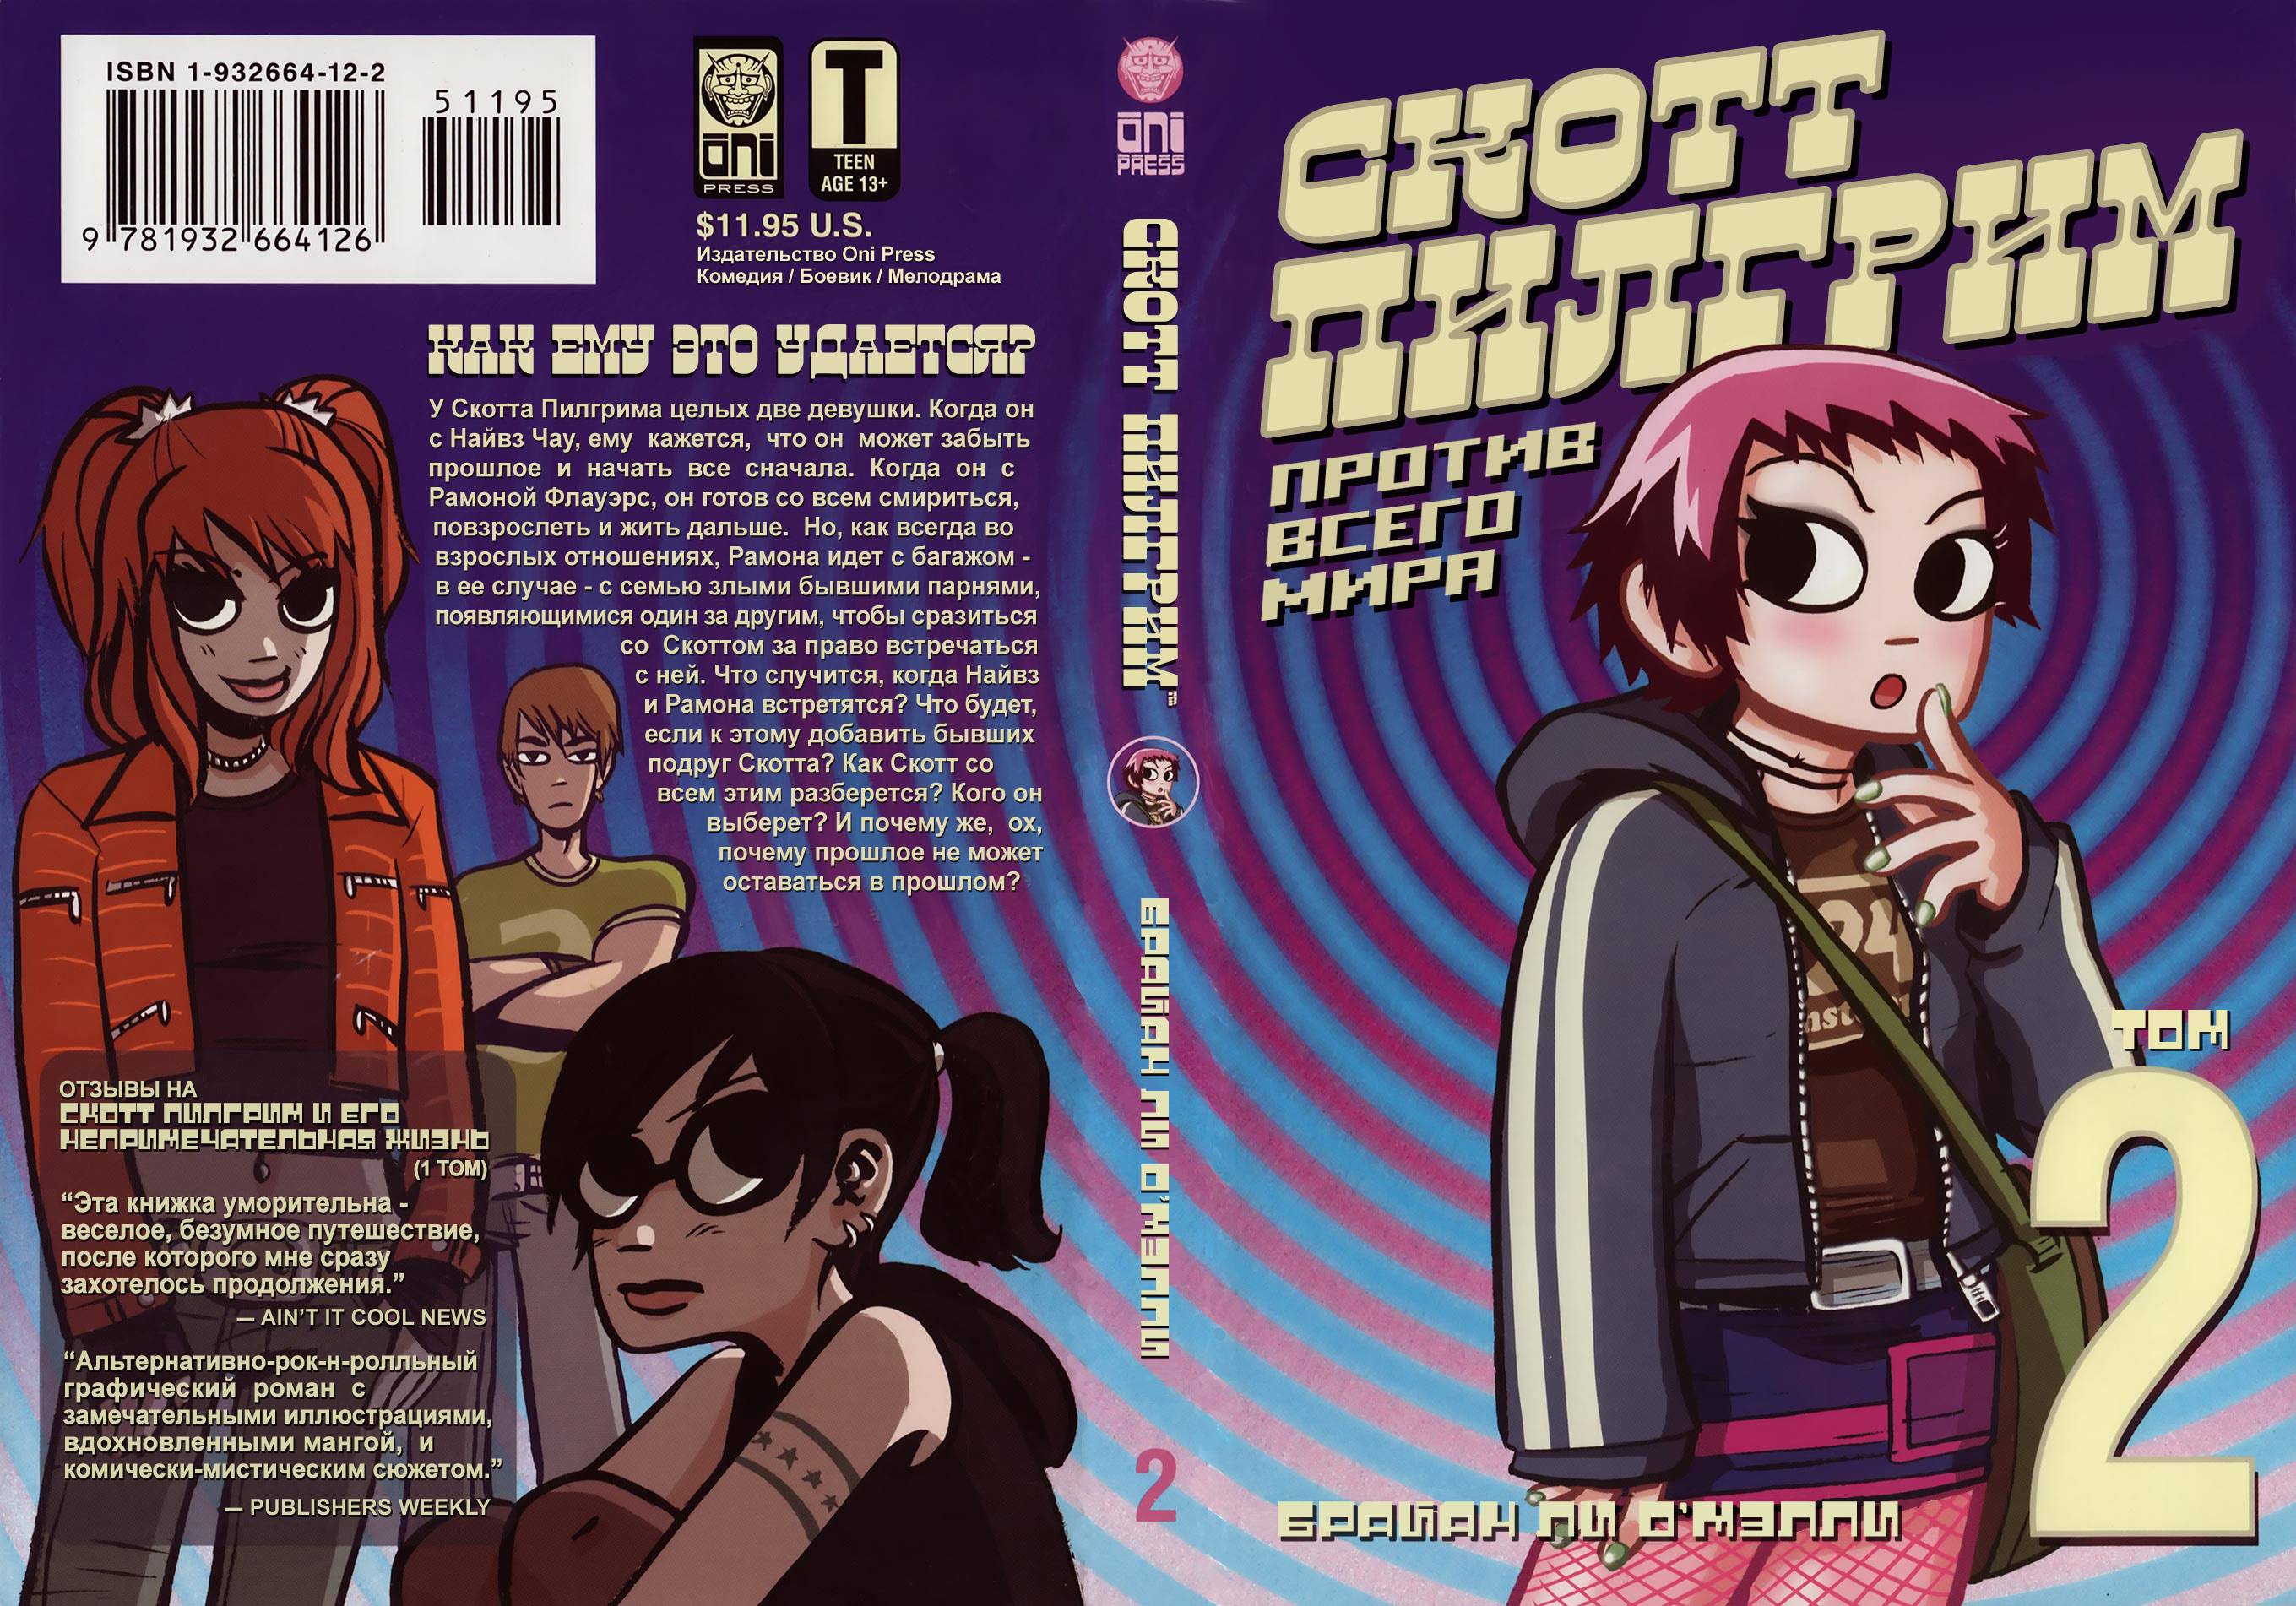 ISBN 1-932664-12-2
51195
9 781932 664126
ōni
PRESS
T
TEEN
AGE 13+
$11.95 U.S.
Издательство Oni Press
Комедия / Боевик / Мелодрама
КАК ЕМУ ЭТО УДАЕТСЯ?
У Скотта Пилгрима целых две девушки. Когда он
с Найвз Чау, ему кажется, что он может забыть
прошлое и начать все сначала. Когда он с
Рамоной Флауэрс, он готов со всем смириться,
повзрослеть и жить дальше. Но, как всегда во
взрослых отношениях, Рамона идет с багажом -
в ее случае - с семью злыми бывшими парнями,
появляющимися один за другим, чтобы сразиться
со Скоттом за право встречаться
с ней. Что случится, когда Найвз
и Рамона встретятся? Что будет,
если к этому добавить бывших
подруг Скотта? Как Скотт со
всем этим разберется? Кого он
выберет? И почему же, ох,
почему прошлое не может
оставаться в прошлом?
ОТЗЫВЫ НА
СКОТТ ПИЛГРИМ И ЕГО
НЕПРИМЕЧАТЕЛЬНАЯ ЖИЗНЬ
(1 ТОМ)
“Эта книжка уморительна -
веселое, безумное путешествие,
после которого мне сразу
захотелось продолжения.”
— AIN’T IT COOL NEWS
“Альтернативно-рок-н-ролльный
графический роман с
замечательными иллюстрациями,
вдохновленными мангой, и
комически-мистическим сюжетом.”
— PUBLISHERS WEEKLY
ōni
PRESS
СКОТТ ПИЛГРИМ™
БРАЙАН ЛИ О'МЭЛЛИ
2
СКОТТ
ПИЛГРИМ
ПРОТИВ
ВСЕГО
МИРА
ТОМ
2
БРАЙАН ЛИ О'МЭЛЛИ